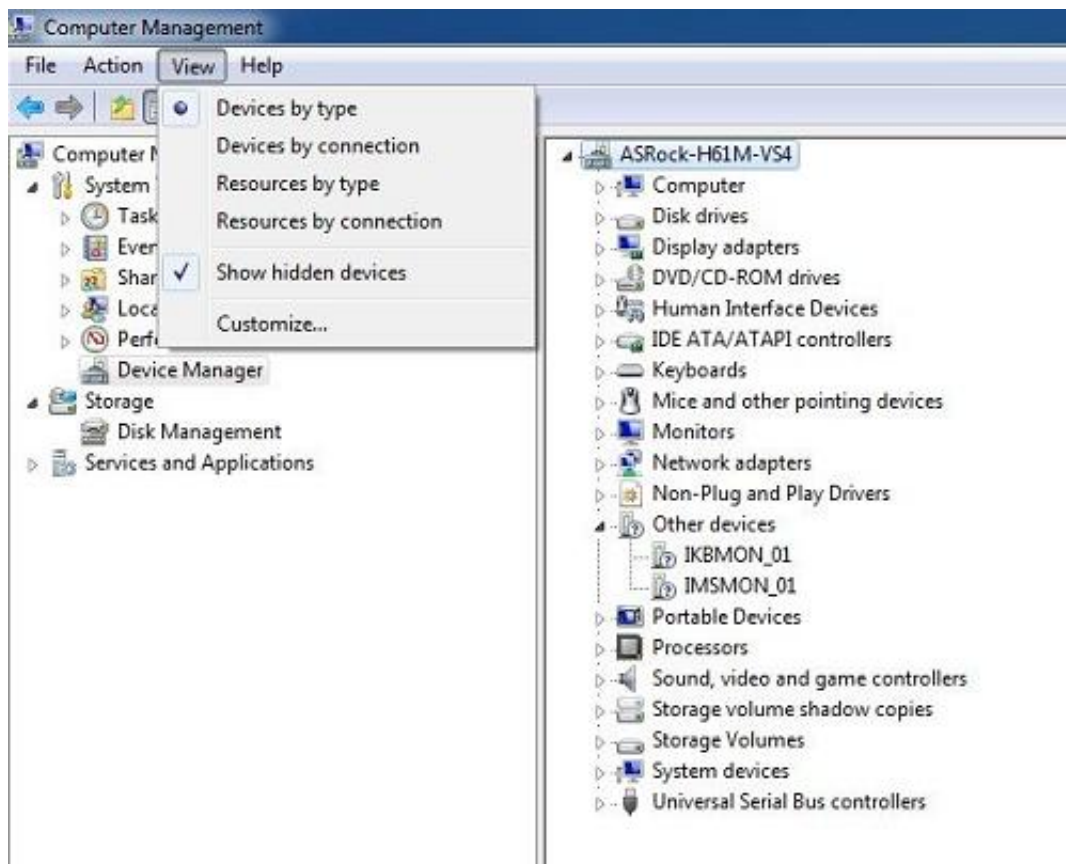 Computer Management
File Action View Help
Devices by type
Devices by connection
Resources by type
Resources by connection
Show hidden devices
Customize...
Computer M
System
Task
Even
Shar
Loca
Perfo
Device Manager
Storage
Disk Management
Services and Applications
ASRock-H61M-VS4
Computer
Disk drives
Display adapters
DVD/CD-ROM drives
Human Interface Devices
IDE ATA/ATAPI controllers
Keyboards
Mice and other pointing devices
Monitors
Network adapters
Non-Plug and Play Drivers
Other devices
IKBMON_01
IMSMON_01
Portable Devices
Processors
Sound, video and game controllers
Storage volume shadow copies
Storage Volumes
System devices
Universal Serial Bus controllers